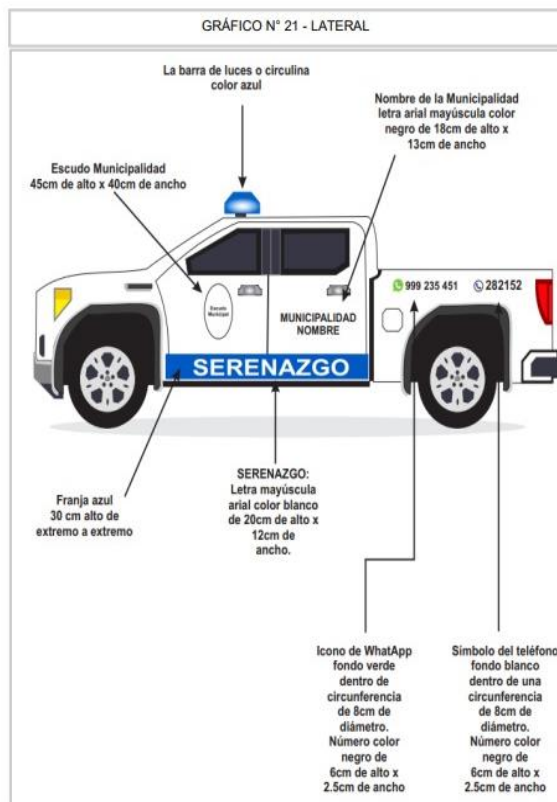 GRÁFICO N° 21 - LATERAL
La barra de luces o circulina
color azul
Nombre de la Municipalidad
letra arial mayúscula color
negro de 18cm de alto x
13cm de ancho
Escudo Municipalidad
45cm de alto x 40cm de ancho
999 235 451
282152
Escudo
Municipal
MUNICIPALIDAD
NOMBRE
SERENAZGO
SERENAZGO:
Letra mayúscula
arial color blanco
de 20cm de alto x
12cm de
ancho.
Franja azul
30 cm alto de
extremo a extremo
Icono de WhatApp
fondo verde
dentro de
circunferencia
de 8cm de
diámetro.
Número color
negro de
6cm de alto x
2.5cm de ancho
Símbolo del teléfono
fondo blanco
dentro de una
circunferencia
de 8cm de
diámetro.
Número color
negro de
6cm de alto x
2.5cm de ancho